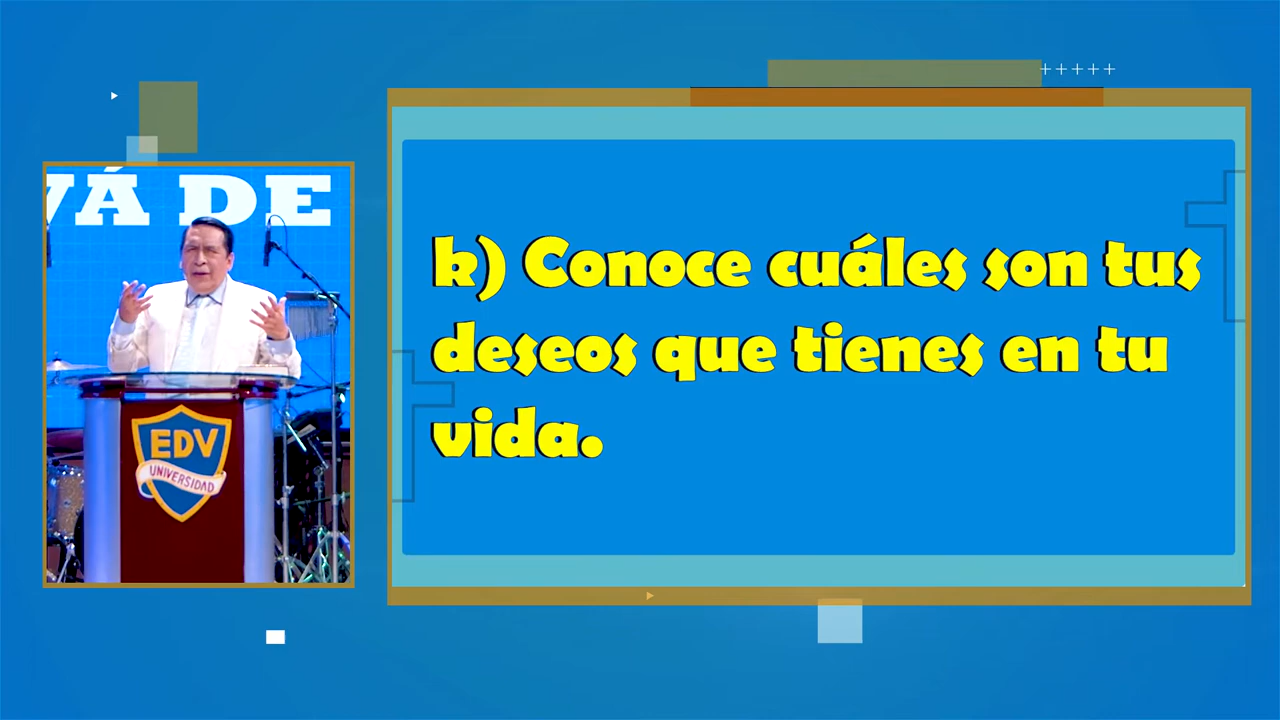 VÁ DE
EDV
UNIVERSIDAD
k) Conoce cuáles son tus
deseos que tienes en tu
vida.